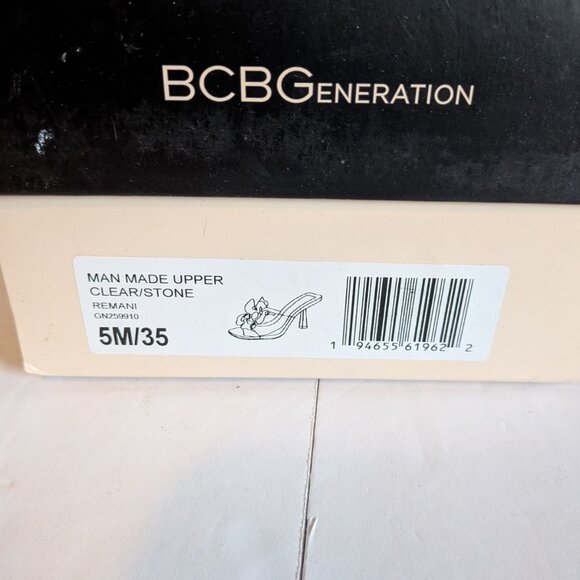 BCBGENERATION
MAN MADE UPPER
CLEAR/STONE
REMANI
GN259910
5M/35
1 94655 61962 2